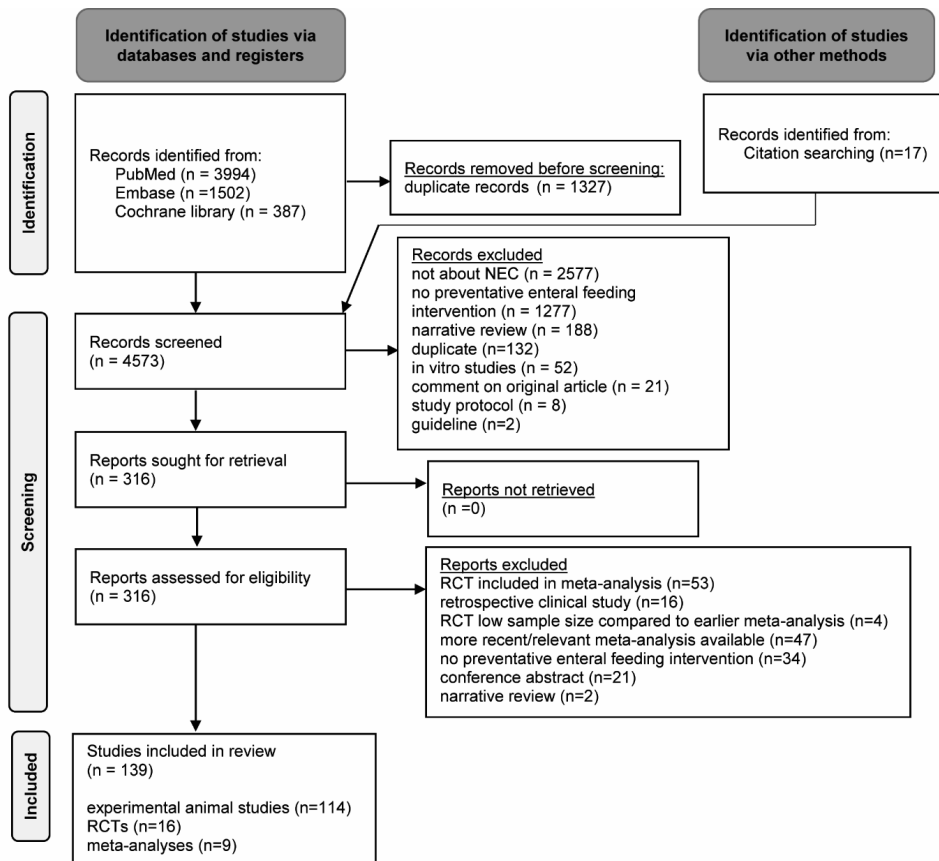 Identification of studies via
databases and registers
Identification of studies
via other methods
Identification
Records identified from:
PubMed (n = 3994)
Embase (n =1502)
Cochrane library (n = 387)
Records removed before screening:
duplicate records (n = 1327)
Records identified from:
Citation searching (n=17)
Screening
Records screened
(n = 4573)
Records excluded
not about NEC (n = 2577)
no preventative enteral feeding
intervention (n = 1277)
narrative review (n = 188)
duplicate (n=132)
in vitro studies (n = 52)
comment on original article (n = 21)
study protocol (n = 8)
guideline (n=2)
Reports sought for retrieval
(n = 316)
Reports not retrieved
(n =0)
Reports assessed for eligibility
(n = 316)
Reports excluded
RCT included in meta-analysis (n=53)
retrospective clinical study (n=16)
RCT low sample size compared to earlier meta-analysis (n=4)
more recent/relevant meta-analysis available (n=47)
no preventative enteral feeding intervention (n=34)
conference abstract (n=21)
narrative review (n=2)
Included
Studies included in review
(n = 139)
experimental animal studies (n=114)
RCTs (n=16)
meta-analyses (n=9)